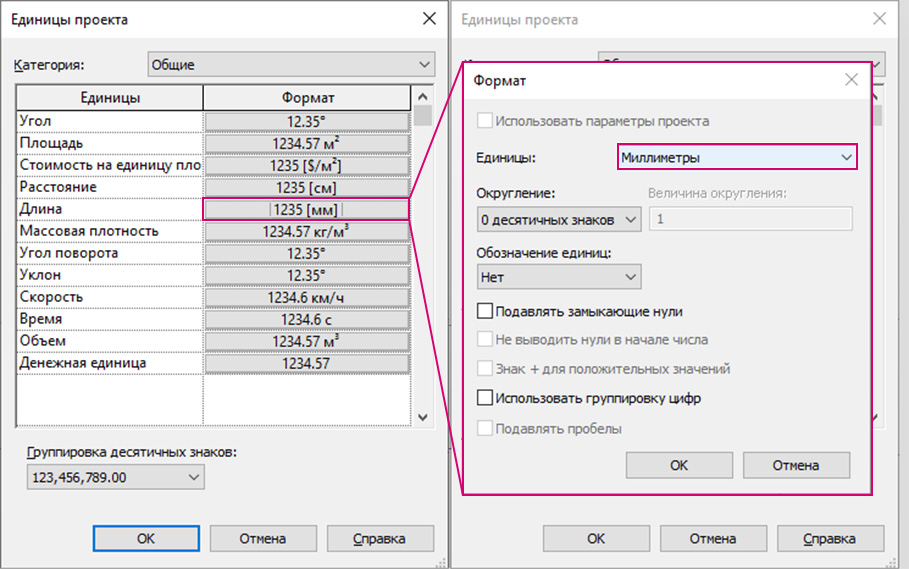 Единицы проекта
Категория: Общие
Единицы Формат
Угол 12.35°
Площадь 1234.57 м²
Стоимость на единицу пло 1235 [$/м²]
Расстояние 1235 [см]
Длина 1235 [мм]
Массовая плотность 1234.57 кг/м³
Угол поворота 12.35°
Уклон 12.35°
Скорость 1234.6 км/ч
Время 1234.6 с
Объем 1234.57 м³
Денежная единица 1234.57
Группировка десятичных знаков:
123,456,789.00
ОК Отмена Справка
Единицы проекта
Формат
Использовать параметры проекта
Единицы: Миллиметры
Округление: Величина округления:
0 десятичных знаков 1
Обозначение единиц:
Нет
Подавлять замыкающие нули
Не выводить нули в начале числа
Знак + для положительных значений
Использовать группировку цифр
Подавлять пробелы
ОК Отмена
ОК Отмена Справка